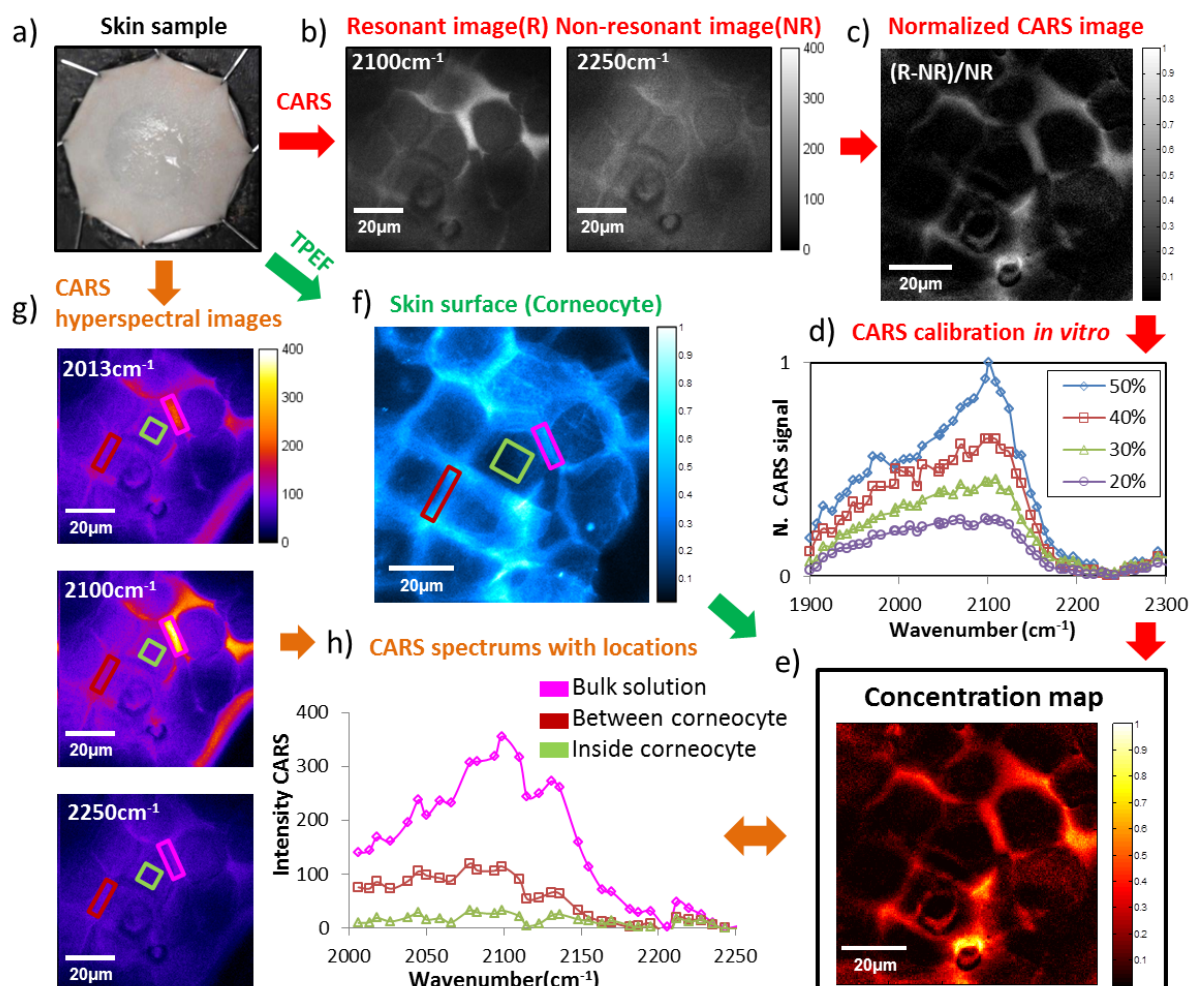 a)
Skin sample
CARS
TPEF
b)
Resonant image(R)
Non-resonant image(NR)
2100cm⁻¹
20µm
2250cm⁻¹
20µm
400
300
200
100
0
c)
Normalized CARS image
(R-NR)/NR
20µm
1
0.9
0.8
0.7
0.6
0.5
0.4
0.3
0.2
0.1
g)
CARS
hyperspectral images
2013cm⁻¹
20µm
400
300
200
100
0
2100cm⁻¹
20µm
2250cm⁻¹
20µm
f)
Skin surface (Corneocyte)
20µm
1
0.9
0.8
0.7
0.6
0.5
0.4
0.3
0.2
0.1
d)
CARS calibration in vitro
N. CARS signal
1
0
50%
40%
30%
20%
1900 2000 2100 2200 2300
Wavenumber (cm⁻¹)
h)
CARS spectrums with locations
Bulk solution
Between corneocyte
Inside corneocyte
Intensity CARS
400
300
200
100
0
2000 2050 2100 2150 2200 2250
Wavenumber(cm⁻¹)
e)
Concentration map
20µm
1
0.9
0.8
0.7
0.6
0.5
0.4
0.3
0.2
0.1